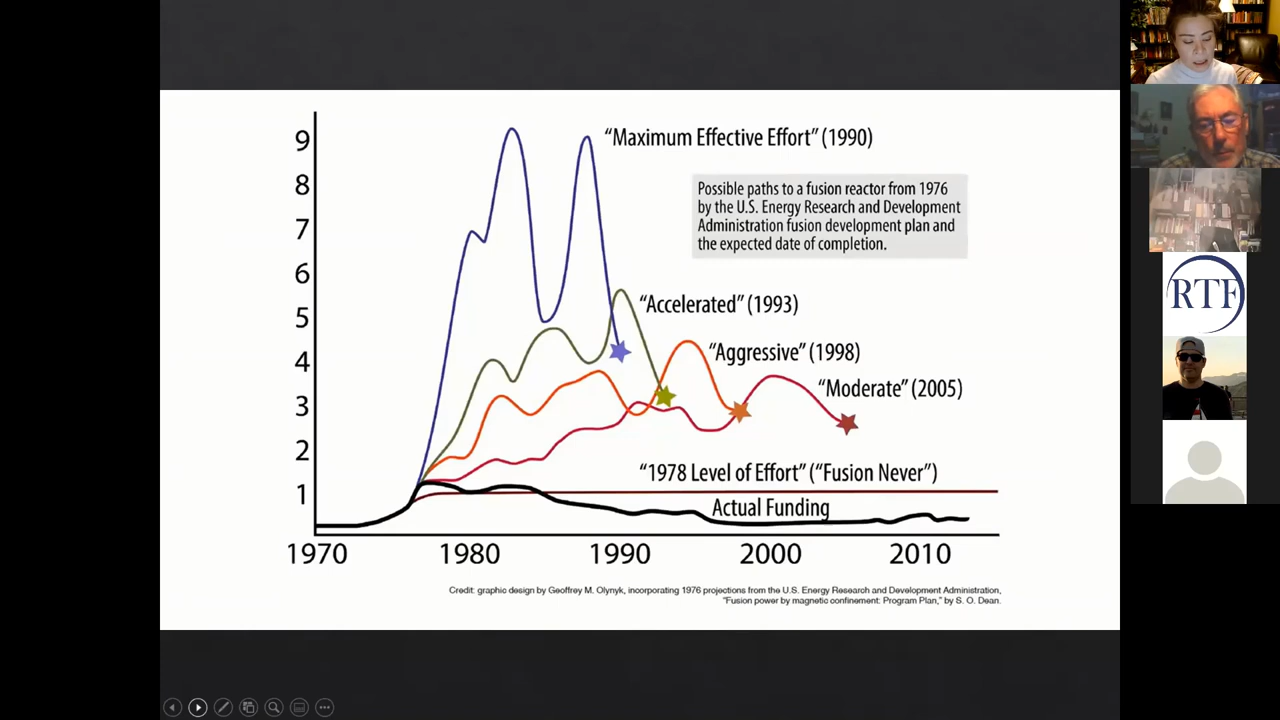 9
"Maximum Effective Effort" (1990)
8
Possible paths to a fusion reactor from 1976
by the U.S. Energy Research and Development
Administration fusion development plan and
the expected date of completion.
7
6
5
"Accelerated" (1993)
4
"Aggressive" (1998)
"Moderate" (2005)
3
2
"1978 Level of Effort" ("Fusion Never")
1
Actual Funding
1970 1980 1990 2000 2010
Credit: graphic design by Geoffrey M. Olynyk, incorporating 1976 projections from the U.S. Energy Research and Development Administration,
"Fusion power by magnetic confinement: Program Plan," by S. O. Dean.
RTF